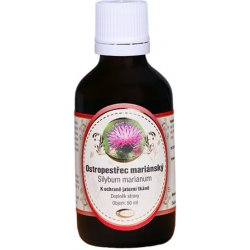 Ostropestřec mariánský
Silybum marianum
K ochraně jaterní tkáně
Doplněk stravy
Objem: 50 ml